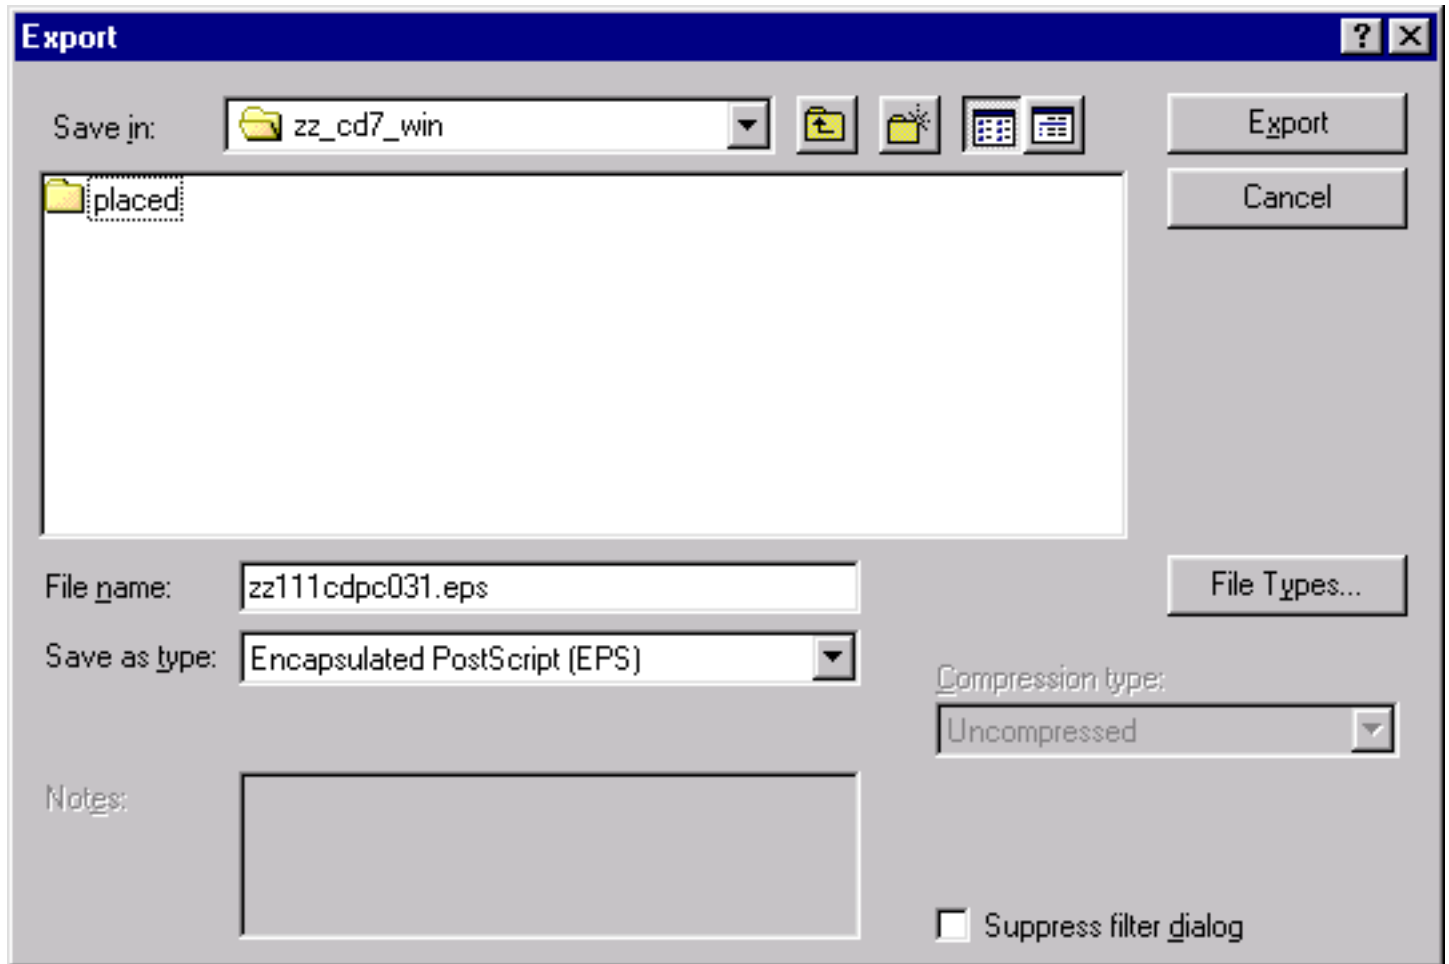 Export
Save in: zz_cd7_win
Export
placed
Cancel
File name: zz111cdpc031.eps
File Types...
Save as type: Encapsulated PostScript (EPS)
Compression type:
Uncompressed
Notes:
Suppress filter dialog